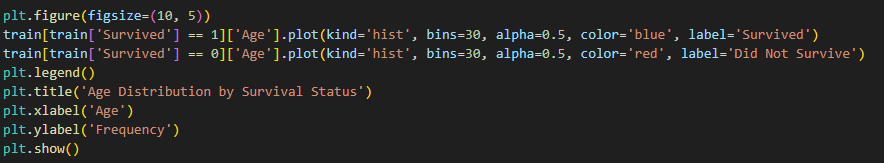 plt.figure(figsize=(10, 5))
train[train['Survived'] == 1]['Age'].plot(kind='hist', bins=30, alpha=0.5, color='blue', label='Survived')
train[train['Survived'] == 0]['Age'].plot(kind='hist', bins=30, alpha=0.5, color='red', label='Did Not Survive')
plt.legend()
plt.title('Age Distribution by Survival Status')
plt.xlabel('Age')
plt.ylabel('Frequency')
plt.show()